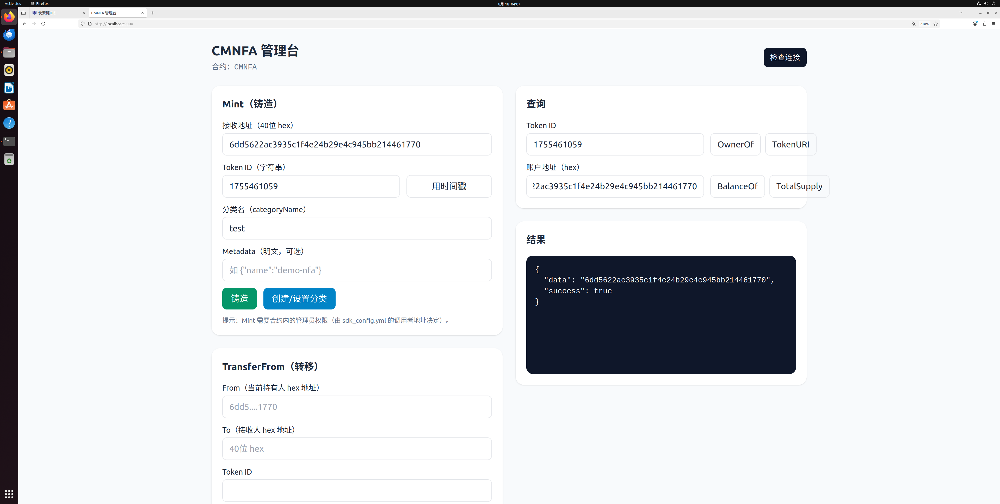 Activities
Firefox
8月 18 04:07
长安链IDE
CMNFA 管理台
http://localhost:5000
210%
CMNFA 管理台
合约：CMNFA
检查连接
Mint（铸造）
接收地址（40位 hex）
6dd5622ac3935c1f4e24b29e4c945bb214461770
Token ID（字符串）
1755461059
用时间戳
分类名（categoryName）
test
Metadata（明文，可选）
如 {"name":"demo-nfa"}
铸造
创建/设置分类
提示：Mint 需要合约内的管理员权限（由 sdk_config.yml 的调用者地址决定）。
TransferFrom（转移）
From（当前持有人 hex 地址）
6dd5....1770
To（接收人 hex 地址）
40位 hex
Token ID
查询
Token ID
1755461059
OwnerOf
TokenURI
账户地址（hex）
22ac3935c1f4e24b29e4c945bb214461770
BalanceOf
TotalSupply
结果
{
"data": "6dd5622ac3935c1f4e24b29e4c945bb214461770",
"success": true
}